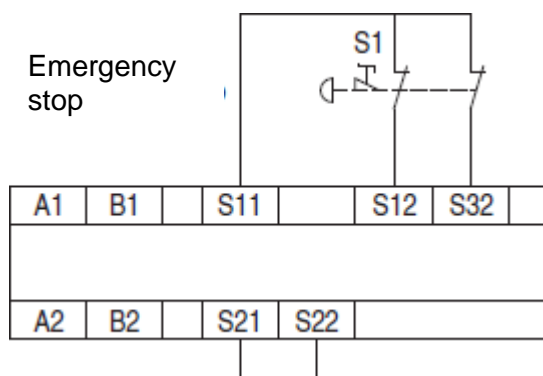 S1
Emergency
stop
A1 B1 S11 S12 S32
A2 B2 S21 S22